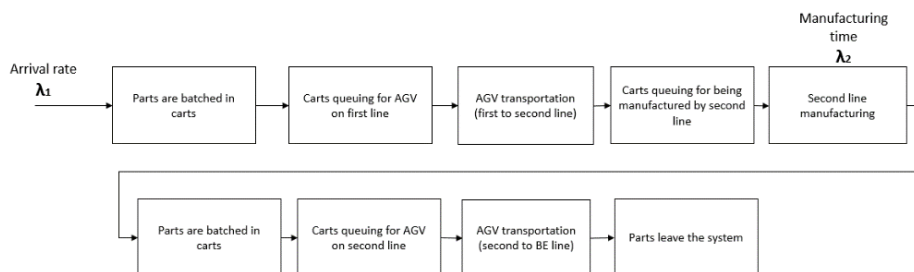 Manufacturing
time
λ2
Arrival rate
λ1
Parts are batched in
carts
Carts queuing for AGV
on first line
AGV transportation
(first to second line)
Carts queuing for being
manufactured by second
line
Second line
manufacturing
Parts are batched in
carts
Carts queuing for AGV
on second line
AGV transportation
(second to BE line)
Parts leave the system